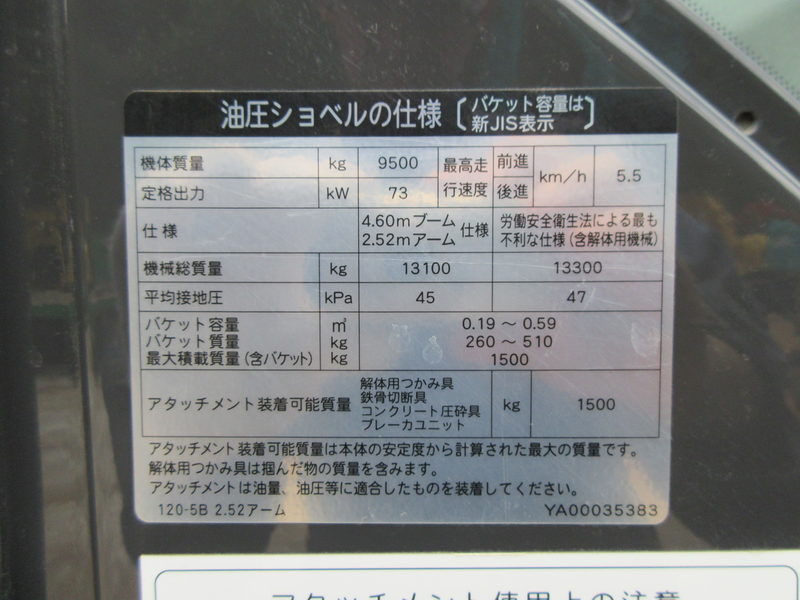 油圧ショベルの仕様〔バケット容量は新JIS表示〕
機体質量 kg 9500 最高走行速度 前進 後進 km/h 5.5
定格出力 kW 73
仕様 4.60mブーム 2.52mアーム 仕様 労働安全衛生法による最も不利な仕様(含解体用機械)
機械総質量 kg 13100 13300
平均接地圧 kPa 45 47
バケット容量 ㎥ 0.19 ～ 0.59
バケット質量 kg 260 ～ 510
最大積載質量(含バケット) kg 1500
アタッチメント装着可能質量 解体用つかみ具 鉄骨切断具 コンクリート圧砕具 ブレーカユニット kg 1500
アタッチメント装着可能質量は本体の安定度から計算された最大の質量です。
解体用つかみ具は掴んだ物の質量を含みます。
アタッチメントは油量、油圧等に適合したものを装着してください。
120-5B 2.52アーム YA00035383
アタッチメント使用上の注意